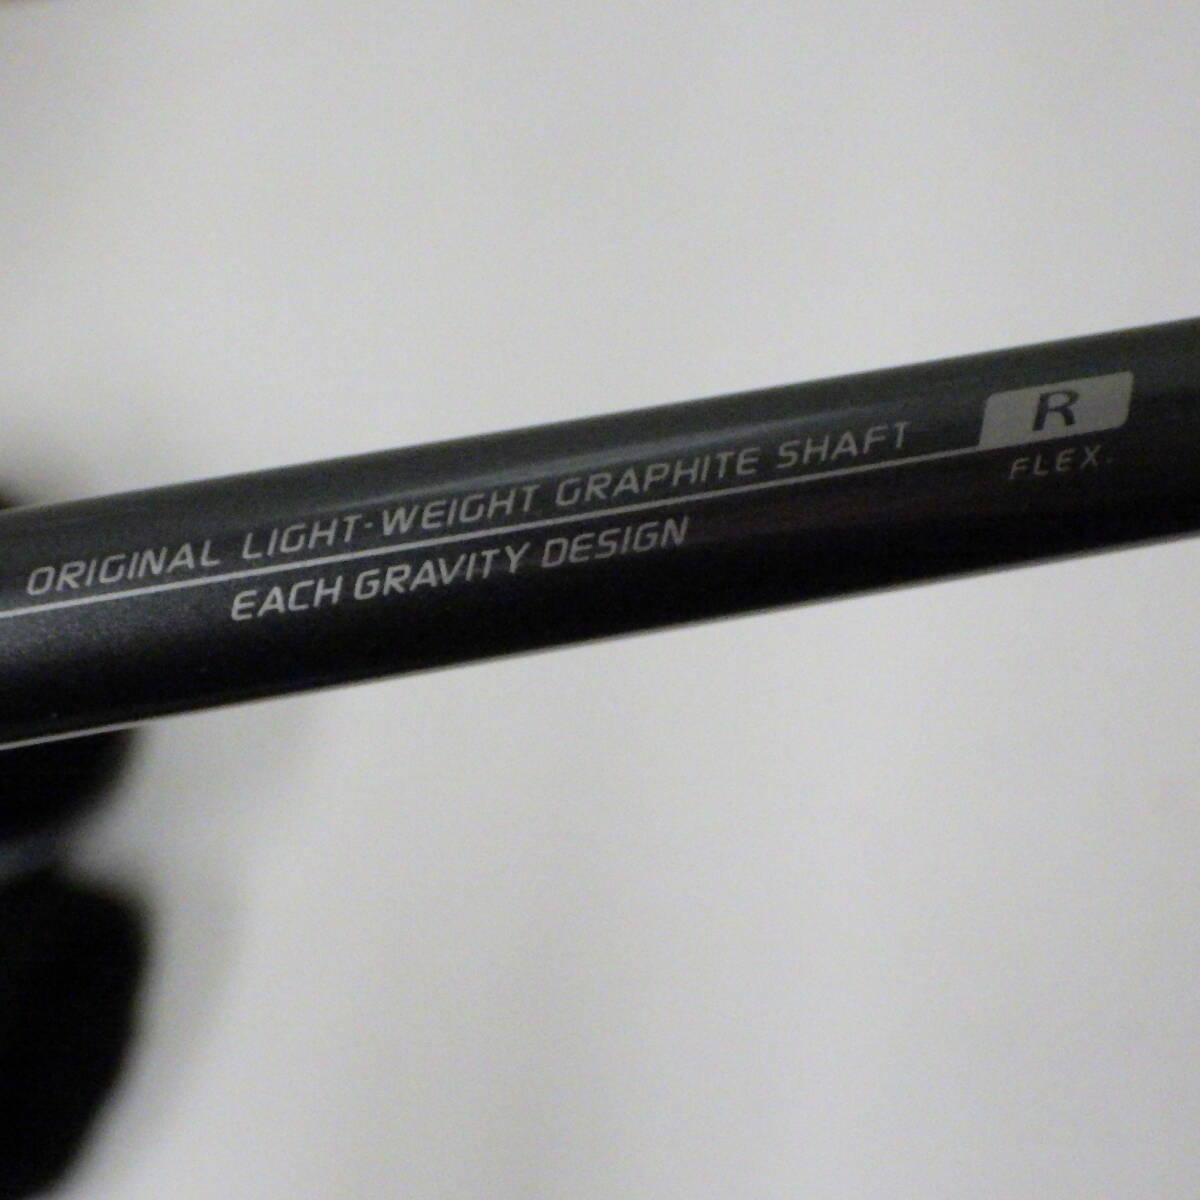 ORIGINAL LIGHT-WEIGHT GRAPHITE SHAFT
EACH GRAVITY DESIGN
R
FLEX.